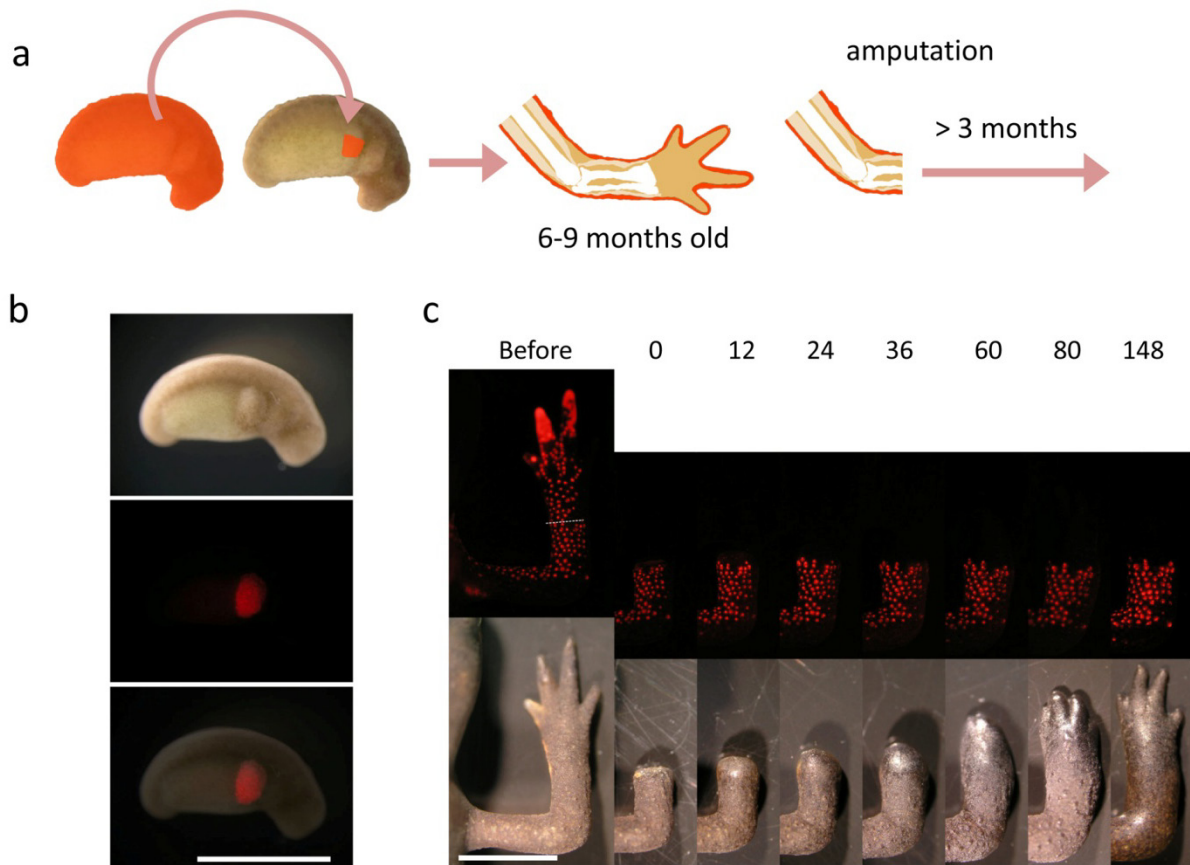 a
amputation
> 3 months
6-9 months old
b
c
Before 0 12 24 36 60 80 148